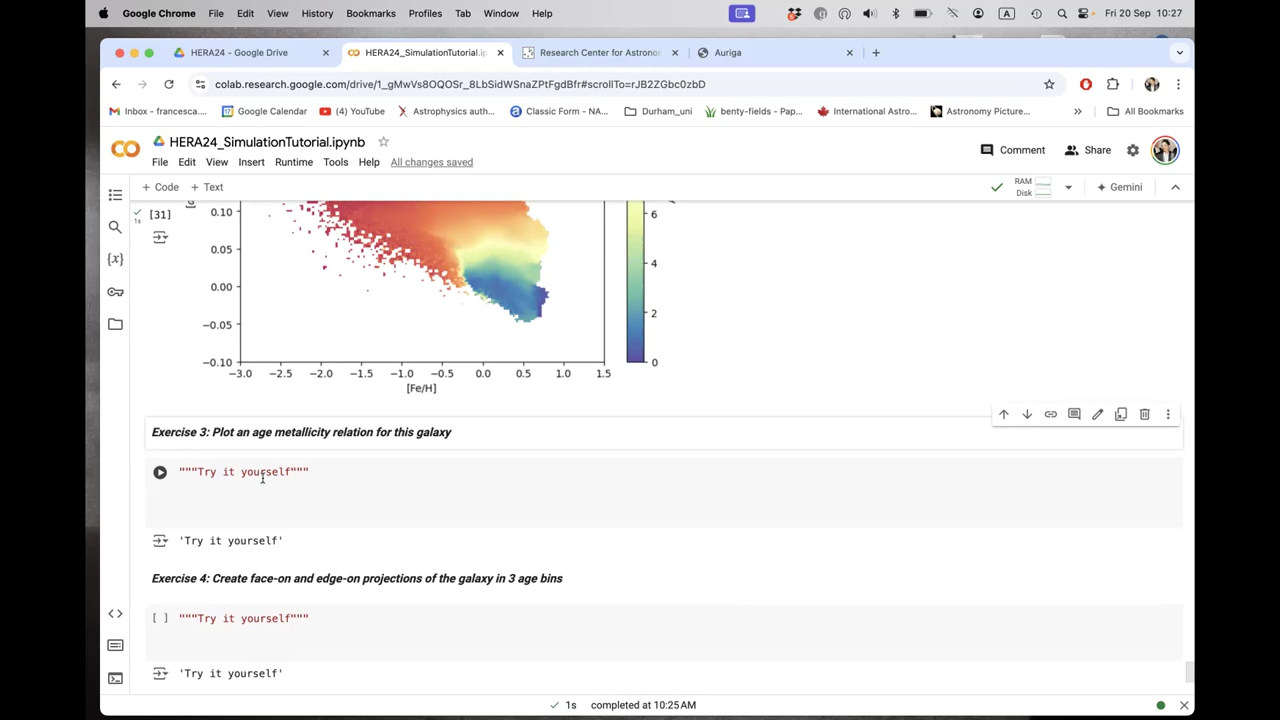 Google Chrome File Edit View History Bookmarks Profiles Tab Window Help A Fri 20 Sep 10:27
HERA24 - Google Drive HERA24_SimulationTutorial.ip Research Center for Astronom Auriga
colab.research.google.com/drive/1_gMwVs8OQOSr_8LbSidWSnaZPtFgdBfr#scrollTo=rJB2ZGbc0zbD
Inbox - francesca.... Google Calendar (4) YouTube Astrophysics auth... Classic Form - NA... Durham_uni benty-fields - Pap... International Astro... Astronomy Picture... » All Bookmarks
HERA24_SimulationTutorial.ipynb
File Edit View Insert Runtime Tools Help All changes saved
Comment Share
+ Code + Text
RAM
Disk
Gemini
[31]
1s
0.10
0.05
0.00
−0.05
−0.10
−3.0 −2.5 −2.0 −1.5 −1.0 −0.5 0.0 0.5 1.0 1.5
[Fe/H]
6
4
2
0
Exercise 3: Plot an age metallicity relation for this galaxy
"""Try it yourself"""
'Try it yourself'
Exercise 4: Create face-on and edge-on projections of the galaxy in 3 age bins
[ ] """Try it yourself"""
'Try it yourself'
1s completed at 10:25 AM